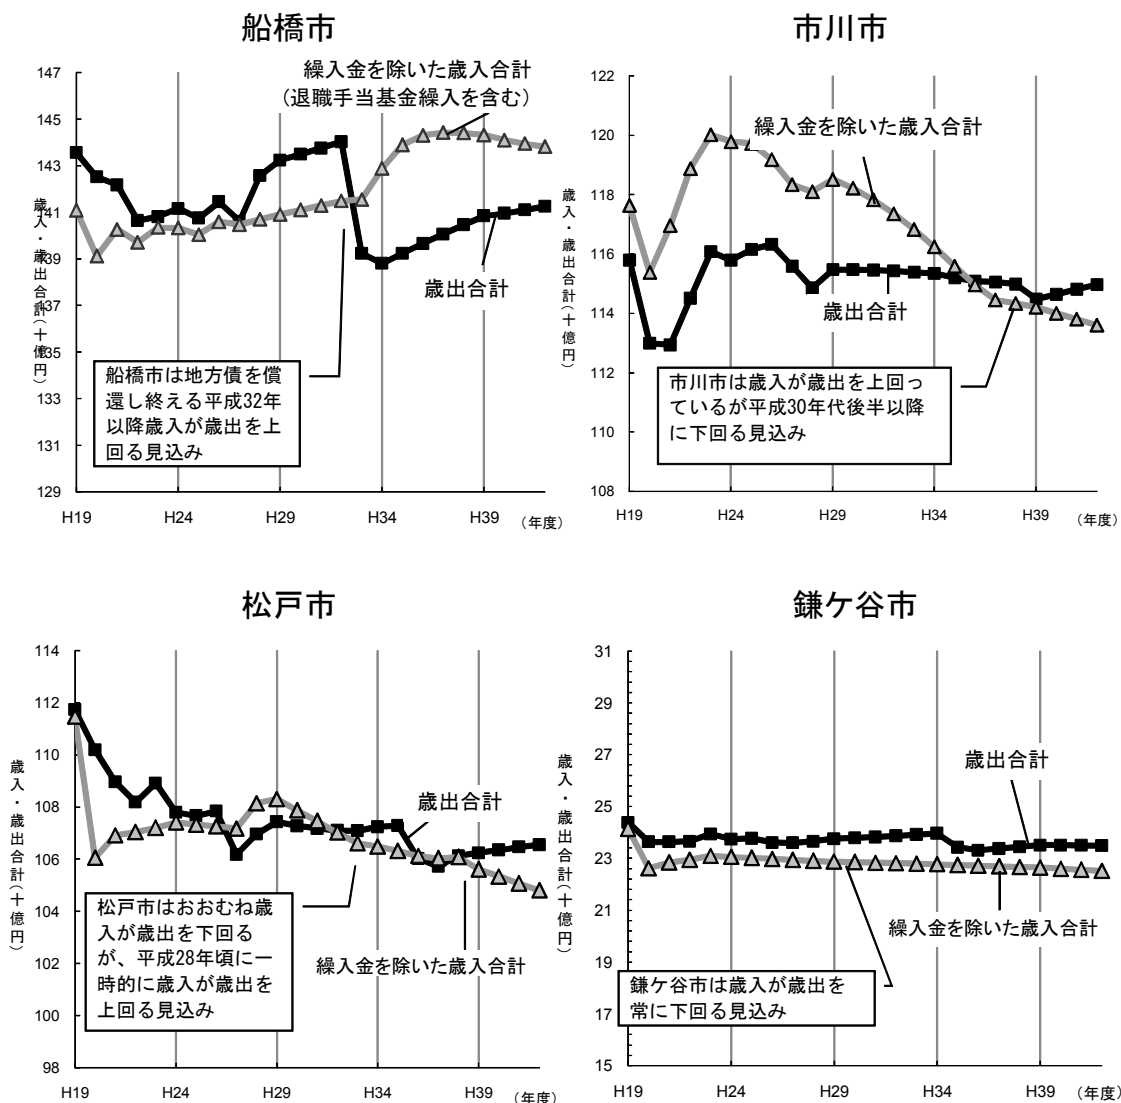 船橋市
147
145
143
141
139
137
135
133
131
129
歳入・歳出合計(十億円)
繰入金を除いた歳入合計
（退職手当基金繰入を含む）
歳出合計
船橋市は地方債を償
還し終える平成32年
以降歳入が歳出を上
回る見込み
H19
H24
H29
H34
H39
（年度）
市川市
122
120
118
116
114
112
110
108
歳入・歳出合計(十億円)
繰入金を除いた歳入合計
歳出合計
市川市は歳入が歳出を上回っ
ているが平成30年代後半以降
に下回る見込み
H19
H24
H29
H34
H39
（年度）
松戸市
114
112
110
108
106
104
102
100
98
歳入・歳出合計(十億円)
歳出合計
松戸市はおおむね歳
入が歳出を下回る
が、平成28年頃に一
時的に歳入が歳出を
上回る見込み
繰入金を除いた歳入合計
H19
H24
H29
H34
H39
（年度）
鎌ケ谷市
31
29
27
25
23
21
19
17
15
歳入・歳出合計(十億円)
歳出合計
繰入金を除いた歳入合計
鎌ケ谷市は歳入が歳出を
常に下回る見込み
H19
H24
H29
H34
H39
（年度）